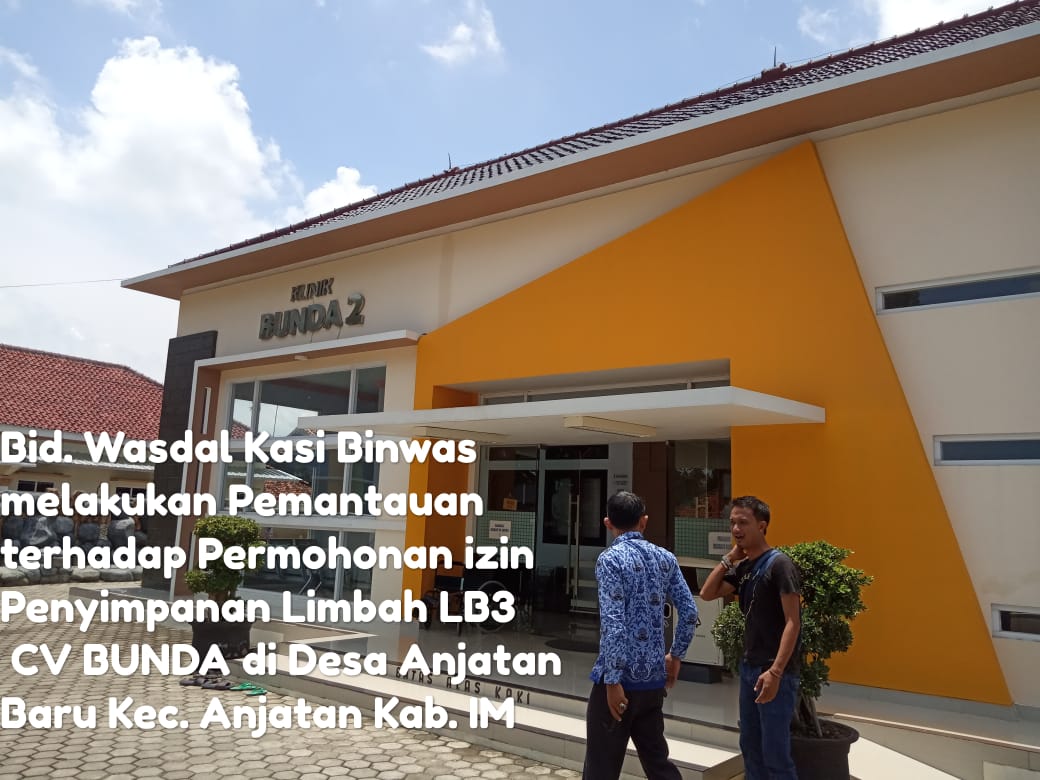 KLINIK
BUNDA 2
Bid. Wasdal Kasi Binwas
melakukan Pemantauan
terhadap Permohonan izin
Penyimpanan Limbah LB3
CV BUNDA di Desa Anjatan
Baru Kec. Anjatan Kab. IM
BATAS ALAS KAKI